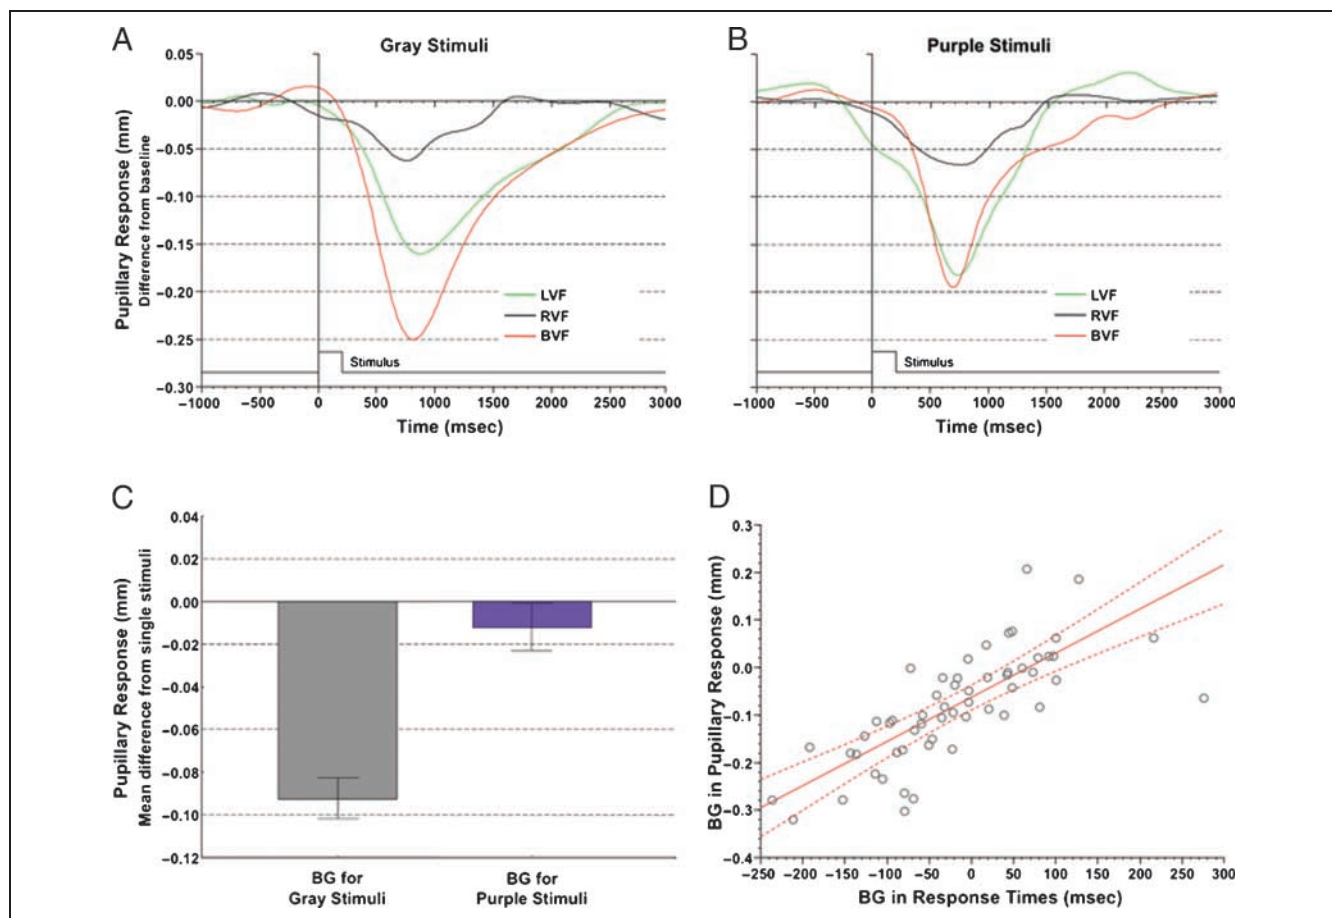 A
Gray Stimuli
0.05
0.00
−0.05
−0.10
−0.15
−0.20
−0.25
−0.30
Pupillary Response (mm)
Difference from baseline
LVF
RVF
BVF
Stimulus
−1000 −500 0 500 1000 1500 2000 2500 3000
Time (msec)
B
Purple Stimuli
LVF
RVF
BVF
Stimulus
−1000 −500 0 500 1000 1500 2000 2500 3000
Time (msec)
C
0.04
0.02
0.00
−0.02
−0.04
−0.06
−0.08
−0.10
−0.12
Pupillary Response (mm)
Mean difference from single stimuli
BG for
Gray Stimuli
BG for
Purple Stimuli
D
0.3
0.2
0.1
0.0
−0.1
−0.2
−0.3
−0.4
BG in Pupillary Response (mm)
−250 −200 −150 −100 −50 0 50 100 150 200 250 300
BG in Response Times (msec)